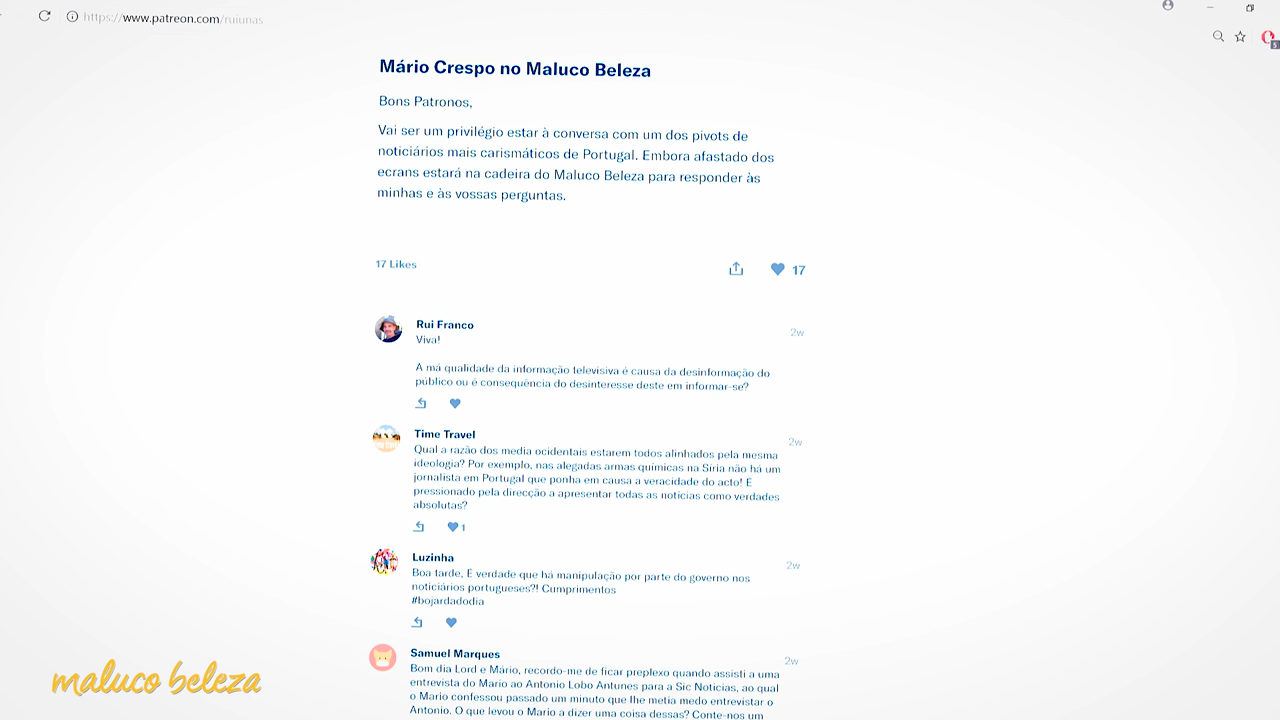 https://www.patreon.com/ruiunas
Mário Crespo no Maluco Beleza
Bons Patronos,
Vai ser um privilégio estar à conversa com um dos pivots de
noticiários mais carismáticos de Portugal. Embora afastado dos
ecrans estará na cadeira do Maluco Beleza para responder às
minhas e às vossas perguntas.
17 Likes
17
Rui Franco
2w
Viva!
A má qualidade da informação televisiva é causa da desinformação do
público ou é consequência do desinteresse deste em informar-se?
Time Travel
2w
Qual a razão dos media ocidentais estarem todos alinhados pela mesma
ideologia? Por exemplo, nas alegadas armas químicas na Síria não há um
jornalista em Portugal que ponha em causa a veracidade do acto! É
pressionado pela direcção a apresentar todas as noticias como verdades
absolutas?
1
Luzinha
2w
Boa tarde, É verdade que há manipulação por parte do governo nos
noticiários portugueses?! Cumprimentos
#bojardadodia
Samuel Marques
2w
Bom dia Lord e Mário, recordo-me de ficar preplexo quando assisti a uma
entrevista do Mario ao Antonio Lobo Antunes para a Sic Noticias, ao qual
o Mario confessou passado um minuto que lhe metia medo entrevistar o
Antonio. O que levou o Mario a dizer uma coisa dessas? Conte-nos um
maluco beleza